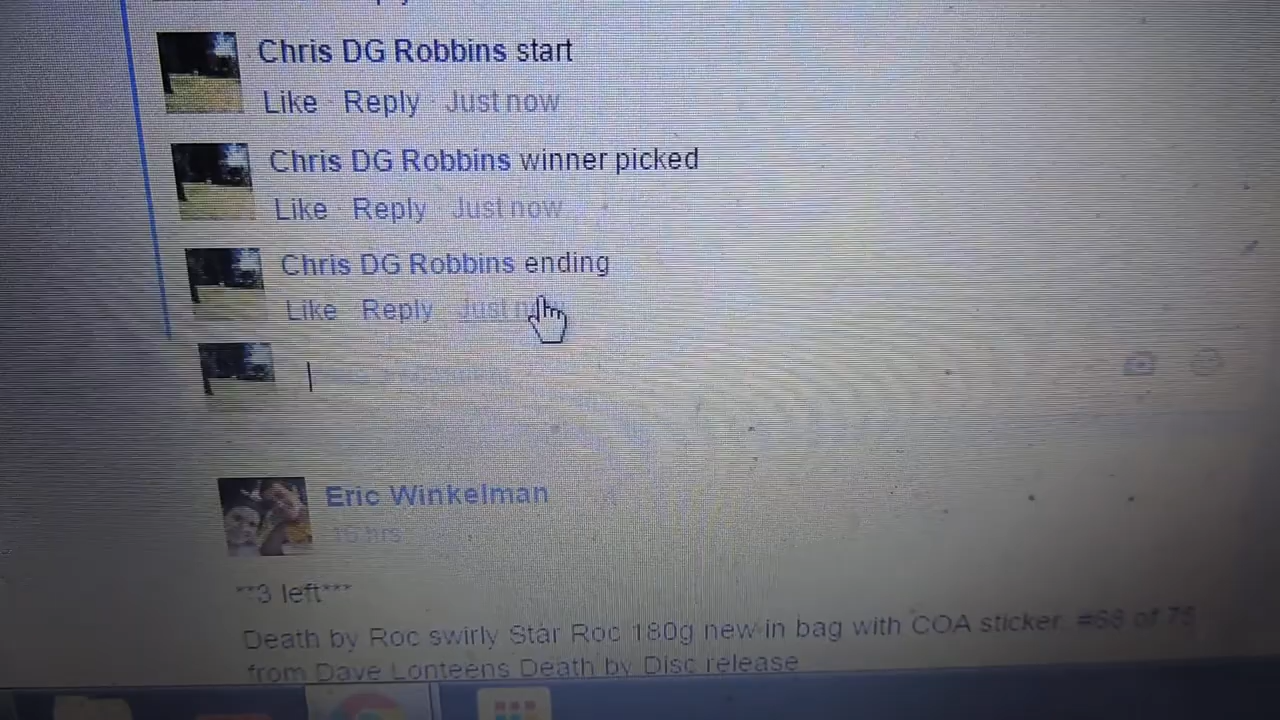 Chris DG Robbins start
Like · Reply · Just now
Chris DG Robbins winner picked
Like · Reply · Just now
Chris DG Robbins ending
Like · Reply · Just
Eric Winkelman
hrs
**3 left***
Death by Roc swirly Star Roc 180g new in bag with COA sticker. #68 of 75
from Dave Lonteens Death by Disc release